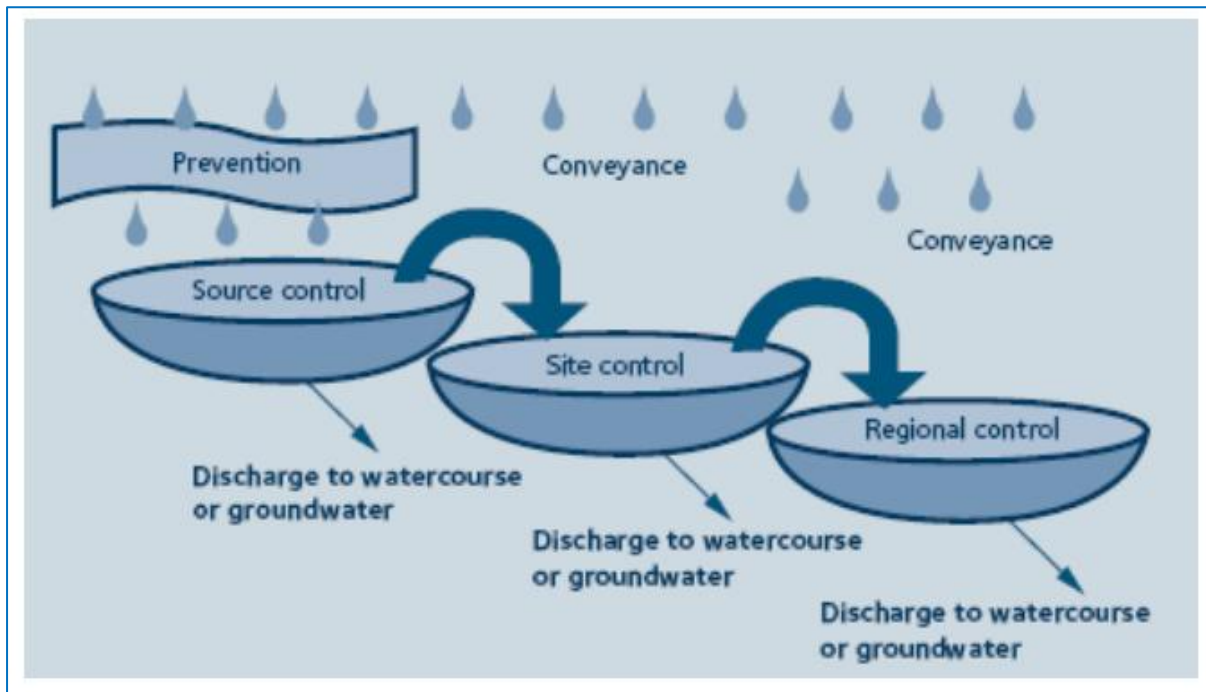 Prevention
Conveyance
Conveyance
Source control
Site control
Regional control
Discharge to watercourse
or groundwater
Discharge to watercourse
or groundwater
Discharge to watercourse
or groundwater